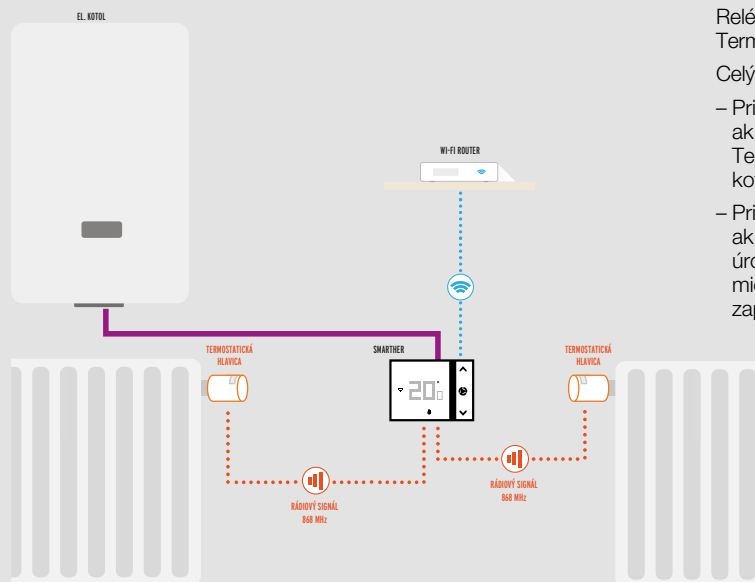 EL. KOTOL
WI-FI ROUTER
TERMOSTATICKÁ
HLAVICA
SMARTHER
20
TERMOSTATICKÁ
HLAVICA
RÁDIOVÝ SIGNÁL
868 MHz
RÁDIOVÝ SIGNÁL
868 MHz
Relé
Term
Celý
– Pri
ak
Te
ko
– Pri
ak
úro
mie
zap